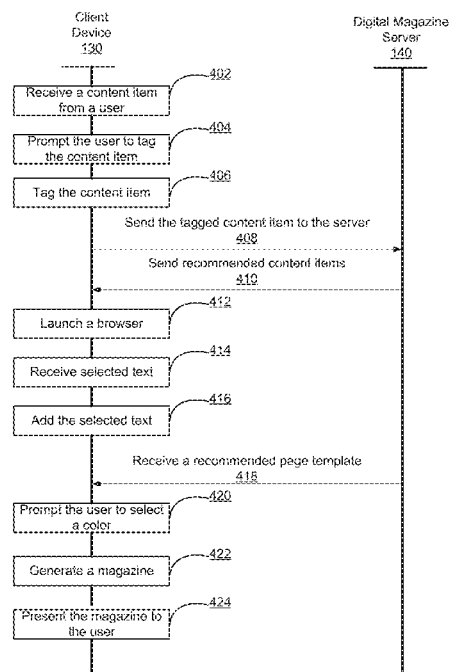 Client
Device
130
Digital Magazine
Server
140
402
Receive a content item
from a user
404
Prompt the user to tag
the content item
406
Tag the content item
Send the tagged content item to the server
408
Send recommended content items
410
412
Launch a browser
414
Receive selected text
416
Add the selected text
Receive a recommended page template
418
420
Prompt the user to select
a color
422
Generate a magazine
424
Present the magazine to
the user